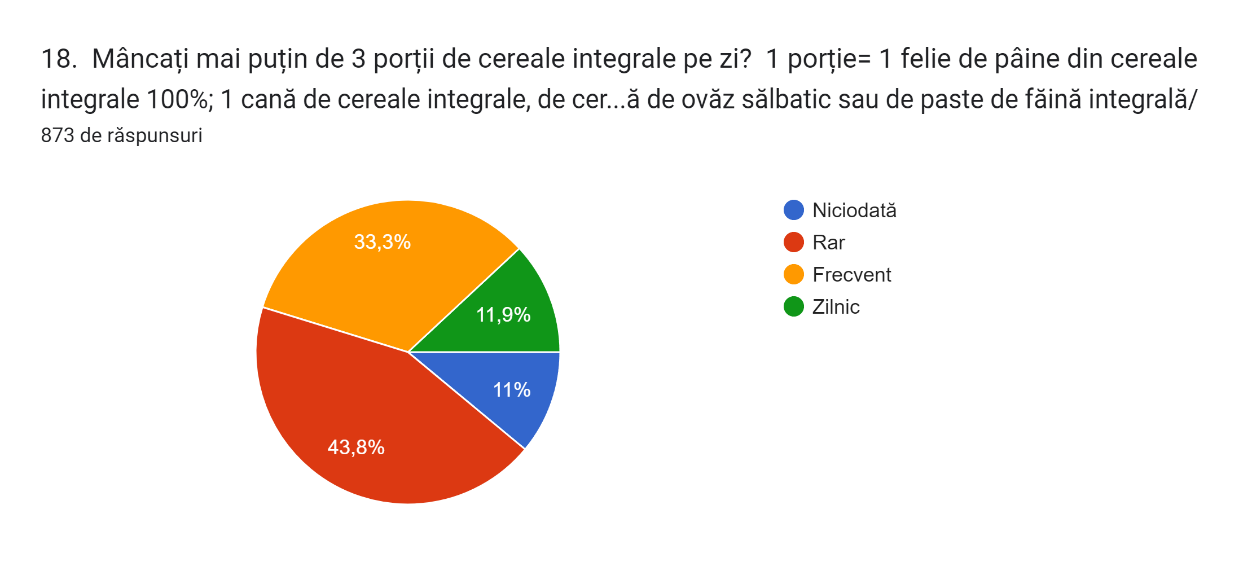 18.  Mâncați mai puțin de 3 porții de cereale integrale pe zi?  1 porție= 1 felie de pâine din cereale
integrale 100%; 1 cană de cereale integrale, de cer...ă de ovăz sălbatic sau de paste de făină integrală/
873 de răspunsuri
33,3%
11,9%
11%
43,8%
Niciodată
Rar
Frecvent
Zilnic